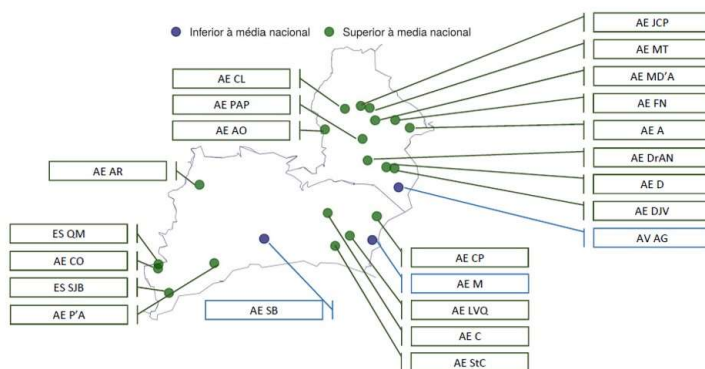 Inferior à média nacional
Superior à media nacional
AE CL
AE PAP
AE AO
AE AR
ES QM
AE CO
ES SJB
AE P'A
AE SB
AE JCP
AE MT
AE MD'A
AE FN
AE A
AE DrAN
AE D
AE DJV
AV AG
AE CP
AE M
AE LVQ
AE C
AE StC